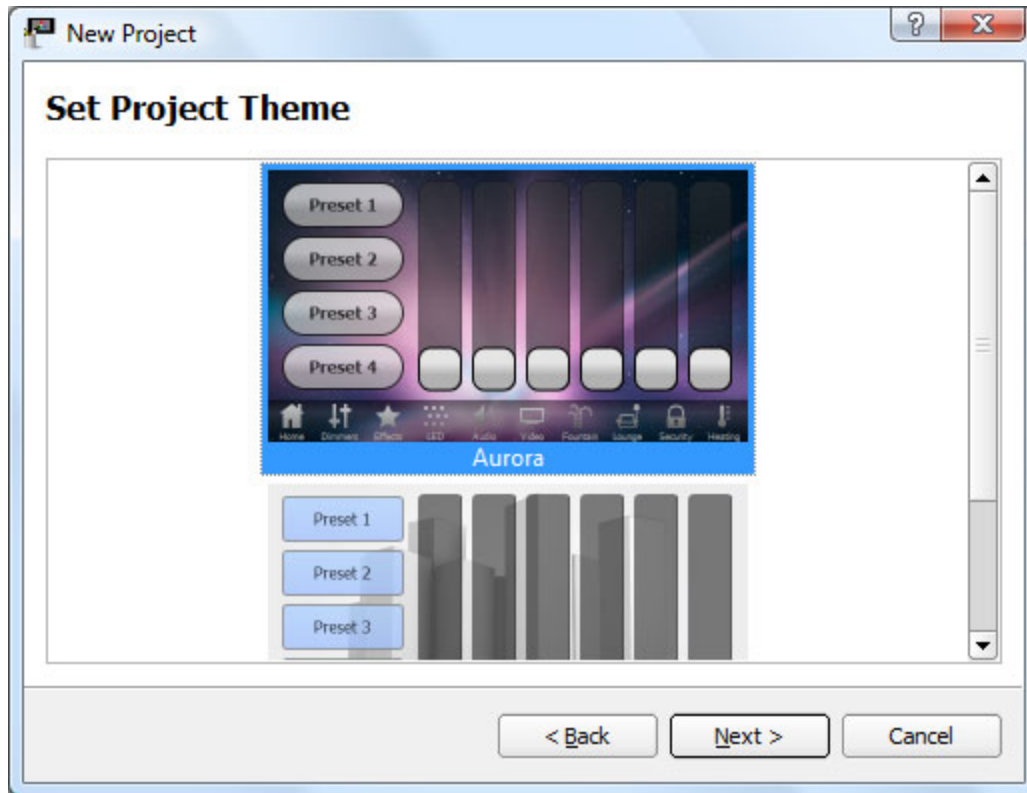 New Project
Set Project Theme
Preset 1
Preset 2
Preset 3
Preset 4
Home Dimmers Effects LED Audio Video Fountain Lounge Security Heating
Aurora
Preset 1
Preset 2
Preset 3
< Back Next > Cancel